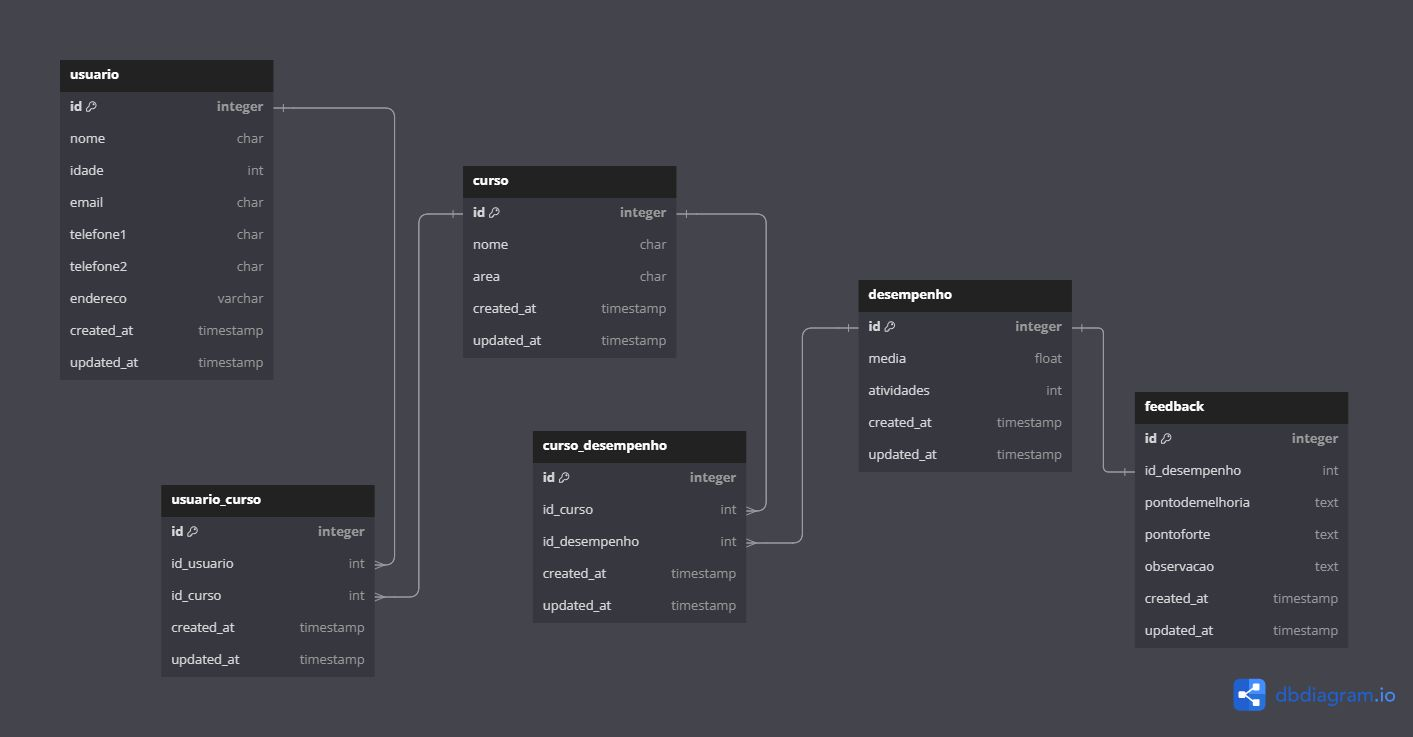 usuario
id integer
nome char
idade int
email char
telefone1 char
telefone2 char
endereco varchar
created_at timestamp
updated_at timestamp
curso
id integer
nome char
area char
created_at timestamp
updated_at timestamp
desempenho
id integer
media float
atividades int
created_at timestamp
updated_at timestamp
feedback
id integer
id_desempenho int
pontodemelhoria text
pontoforte text
observacao text
created_at timestamp
updated_at timestamp
curso_desempenho
id integer
id_curso int
id_desempenho int
created_at timestamp
updated_at timestamp
usuario_curso
id integer
id_usuario int
id_curso int
created_at timestamp
updated_at timestamp
dbdiagram.io